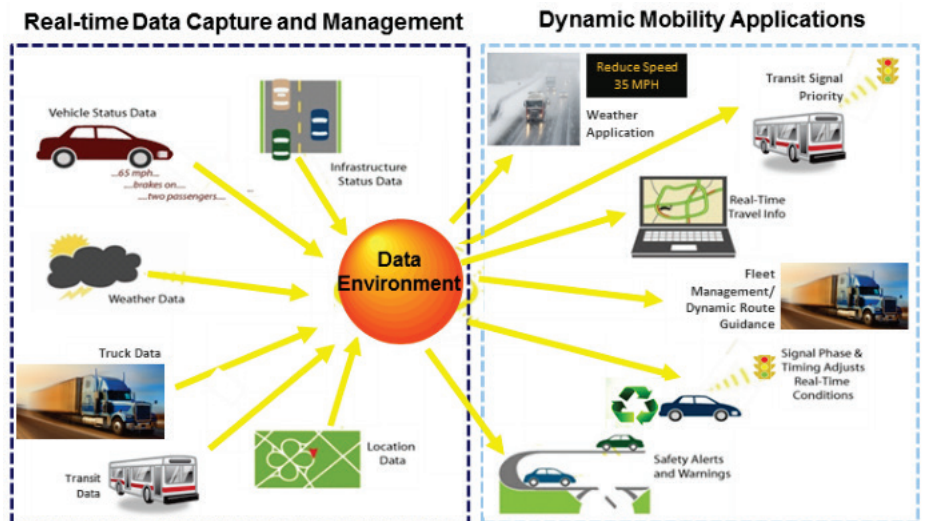 Real-time Data Capture and Management
Dynamic Mobility Applications
Vehicle Status Data
...65 mph...
....brakes on...
....two passengers....
Infrastructure
Status Data
Weather Data
Truck Data
Transit
Data
Location
Data
Data
Environment
Reduce Speed
35 MPH
Weather
Application
Transit Signal
Priority
Real-Time
Travel Info
Fleet
Management/
Dynamic Route
Guidance
Signal Phase &
Timing Adjusts
Real-Time
Conditions
Safety Alerts
and Warnings